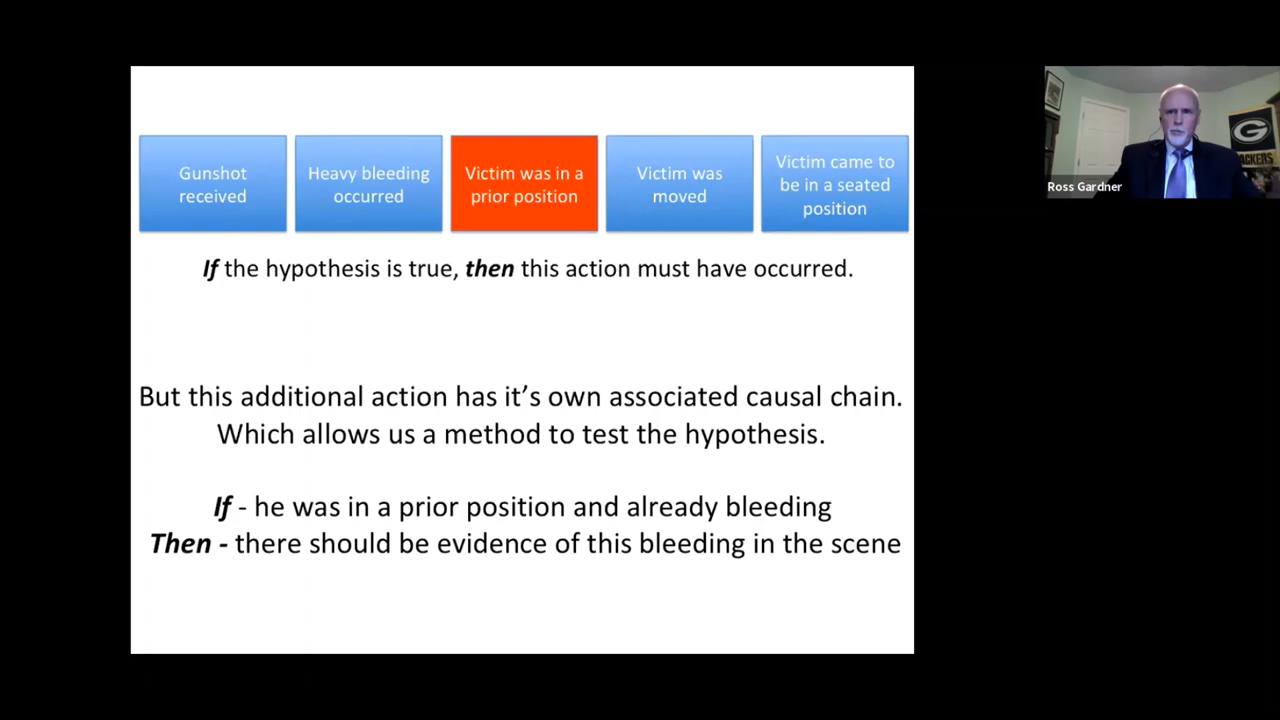 Gunshot
received
Heavy bleeding
occurred
Victim was in a
prior position
Victim was
moved
Victim came to
be in a seated
position
If the hypothesis is true, then this action must have occurred.
But this additional action has it's own associated causal chain.
Which allows us a method to test the hypothesis.
If - he was in a prior position and already bleeding
Then - there should be evidence of this bleeding in the scene
G
ACKERS
Ross Gardner